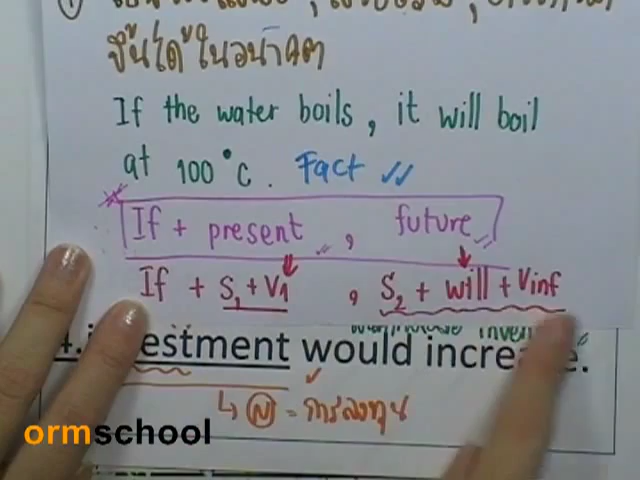 ขึ้นได้ในอนาคต
If the water boils, it will boil
at 100°C. Fact
If + present, future
If + S1 + V1, S2 + will + Vinf
4. investment would increase.
↳ (N) = การลงทุน
ormschool